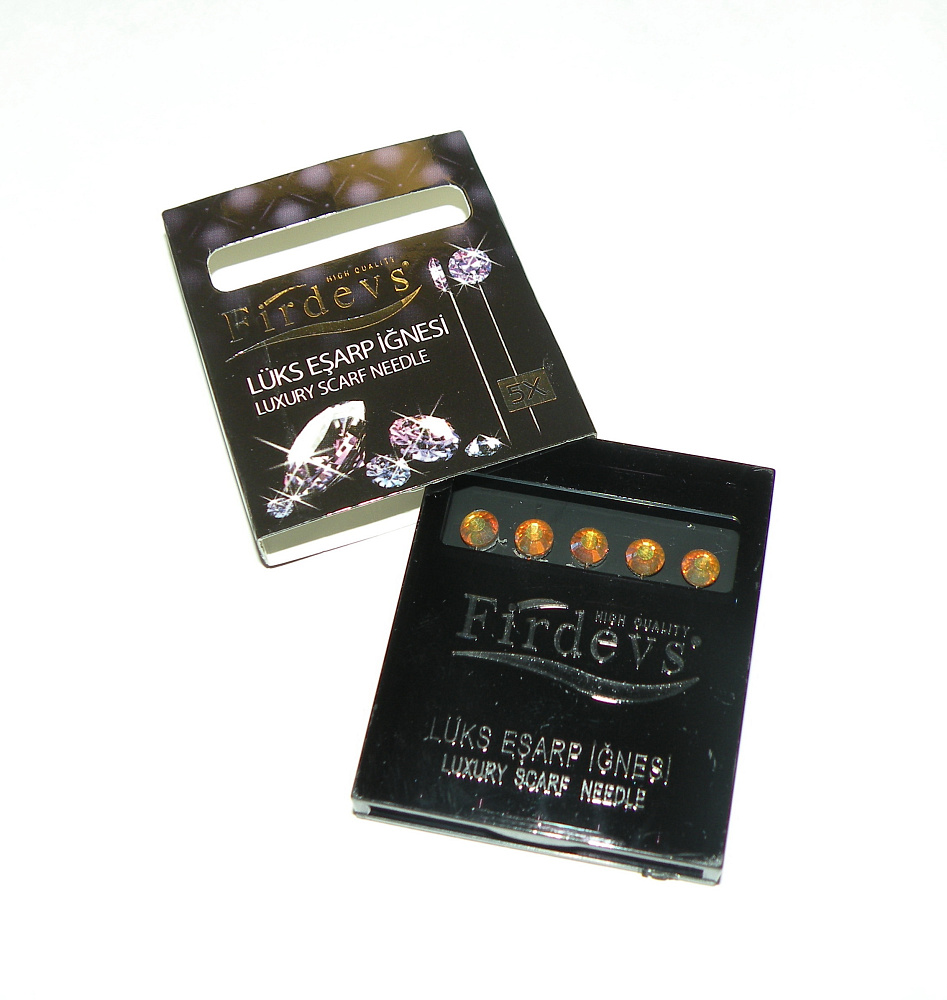 HIGH QUALITY
Firdevs®
LÜKS EŞARP İĞNESİ
LUXURY SCARF NEEDLE
5X
HIGH QUALITY
Firdevs®
LÜKS EŞARP İĞNESİ
LUXURY SCARF NEEDLE